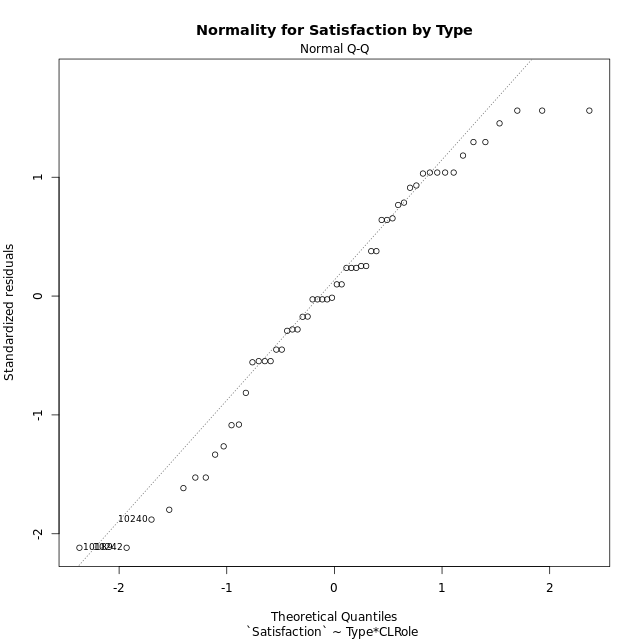 Normality for Satisfaction by Type
Normal Q-Q
Standardized residuals
1
0
-1
-2
10240
-2
-1
0
1
2
Theoretical Quantiles
`Satisfaction` ~ Type*CLRole